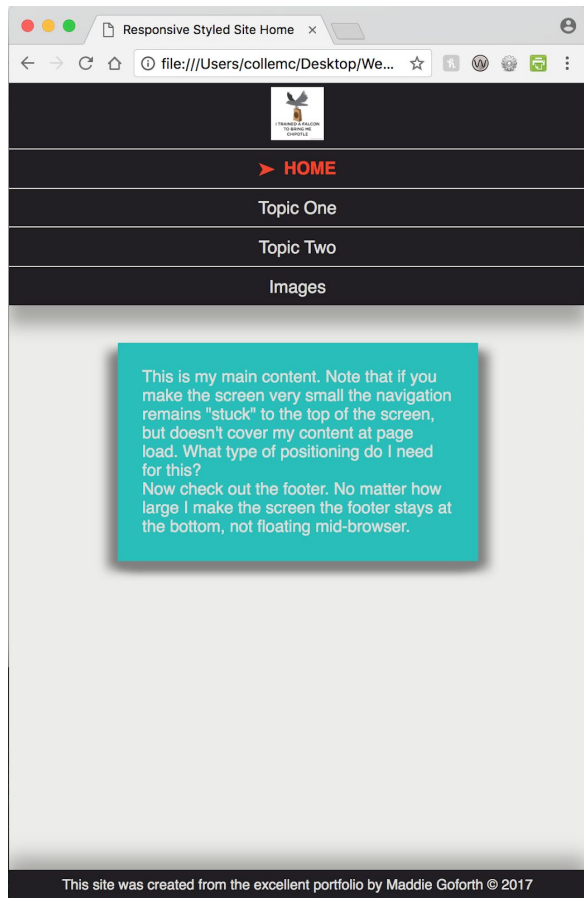 Responsive Styled Site Home
file:///Users/collemc/Desktop/We...
I TRAINED A FALCON
TO BRING ME
CHIPOTLE
➤ HOME
Topic One
Topic Two
Images
This is my main content. Note that if you
make the screen very small the navigation
remains "stuck" to the top of the screen,
but doesn't cover my content at page
load. What type of positioning do I need
for this?
Now check out the footer. No matter how
large I make the screen the footer stays at
the bottom, not floating mid-browser.
This site was created from the excellent portfolio by Maddie Goforth © 2017